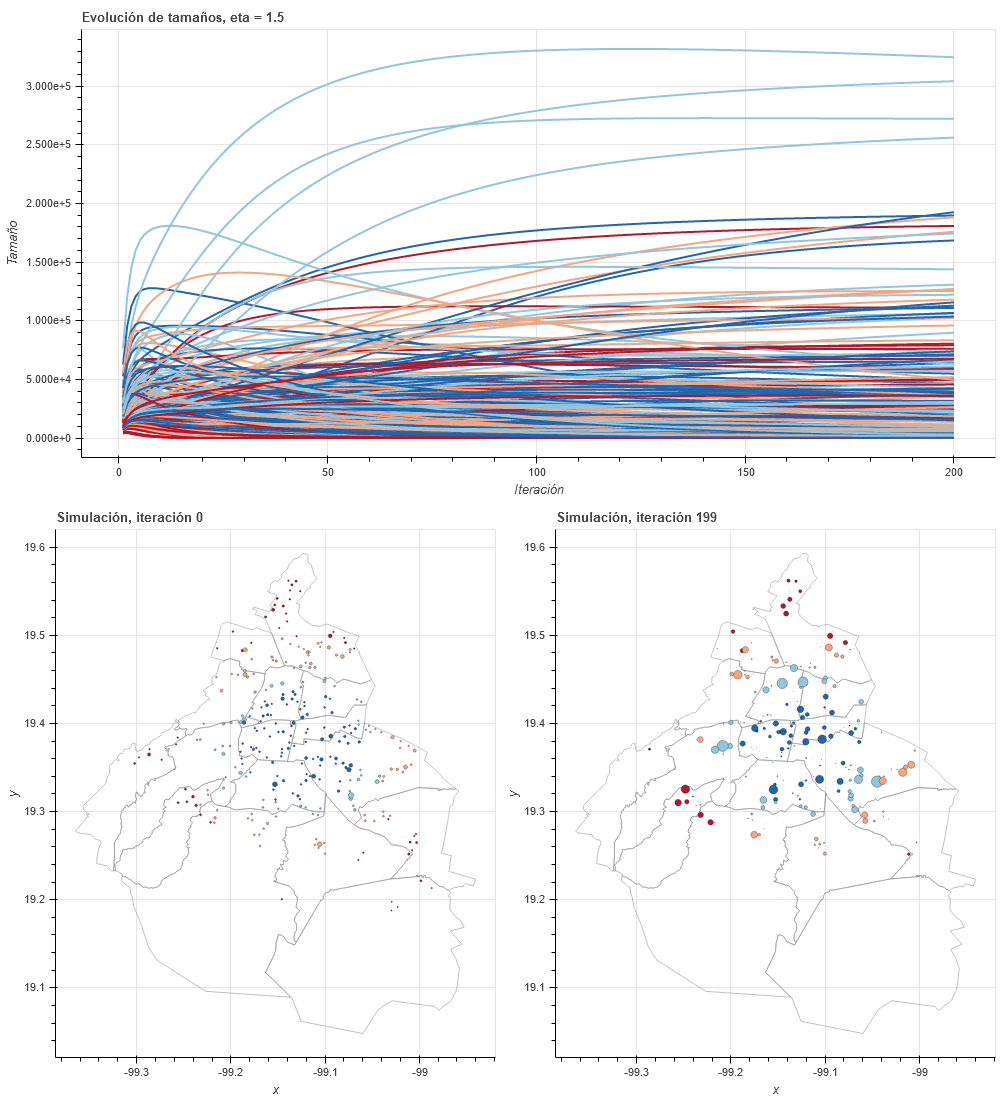 Evolución de tamaños, eta = 1.5
3.000e+5
2.500e+5
2.000e+5
1.500e+5
1.000e+5
5.000e+4
0.000e+0
Tamaño
0 50 100 150 200
Iteración
Simulación, iteración 0
19.6
19.5
19.4
19.3
19.2
19.1
y
-99.3 -99.2 -99.1 -99
x
Simulación, iteración 199
19.6
19.5
19.4
19.3
19.2
19.1
y
-99.3 -99.2 -99.1 -99
x